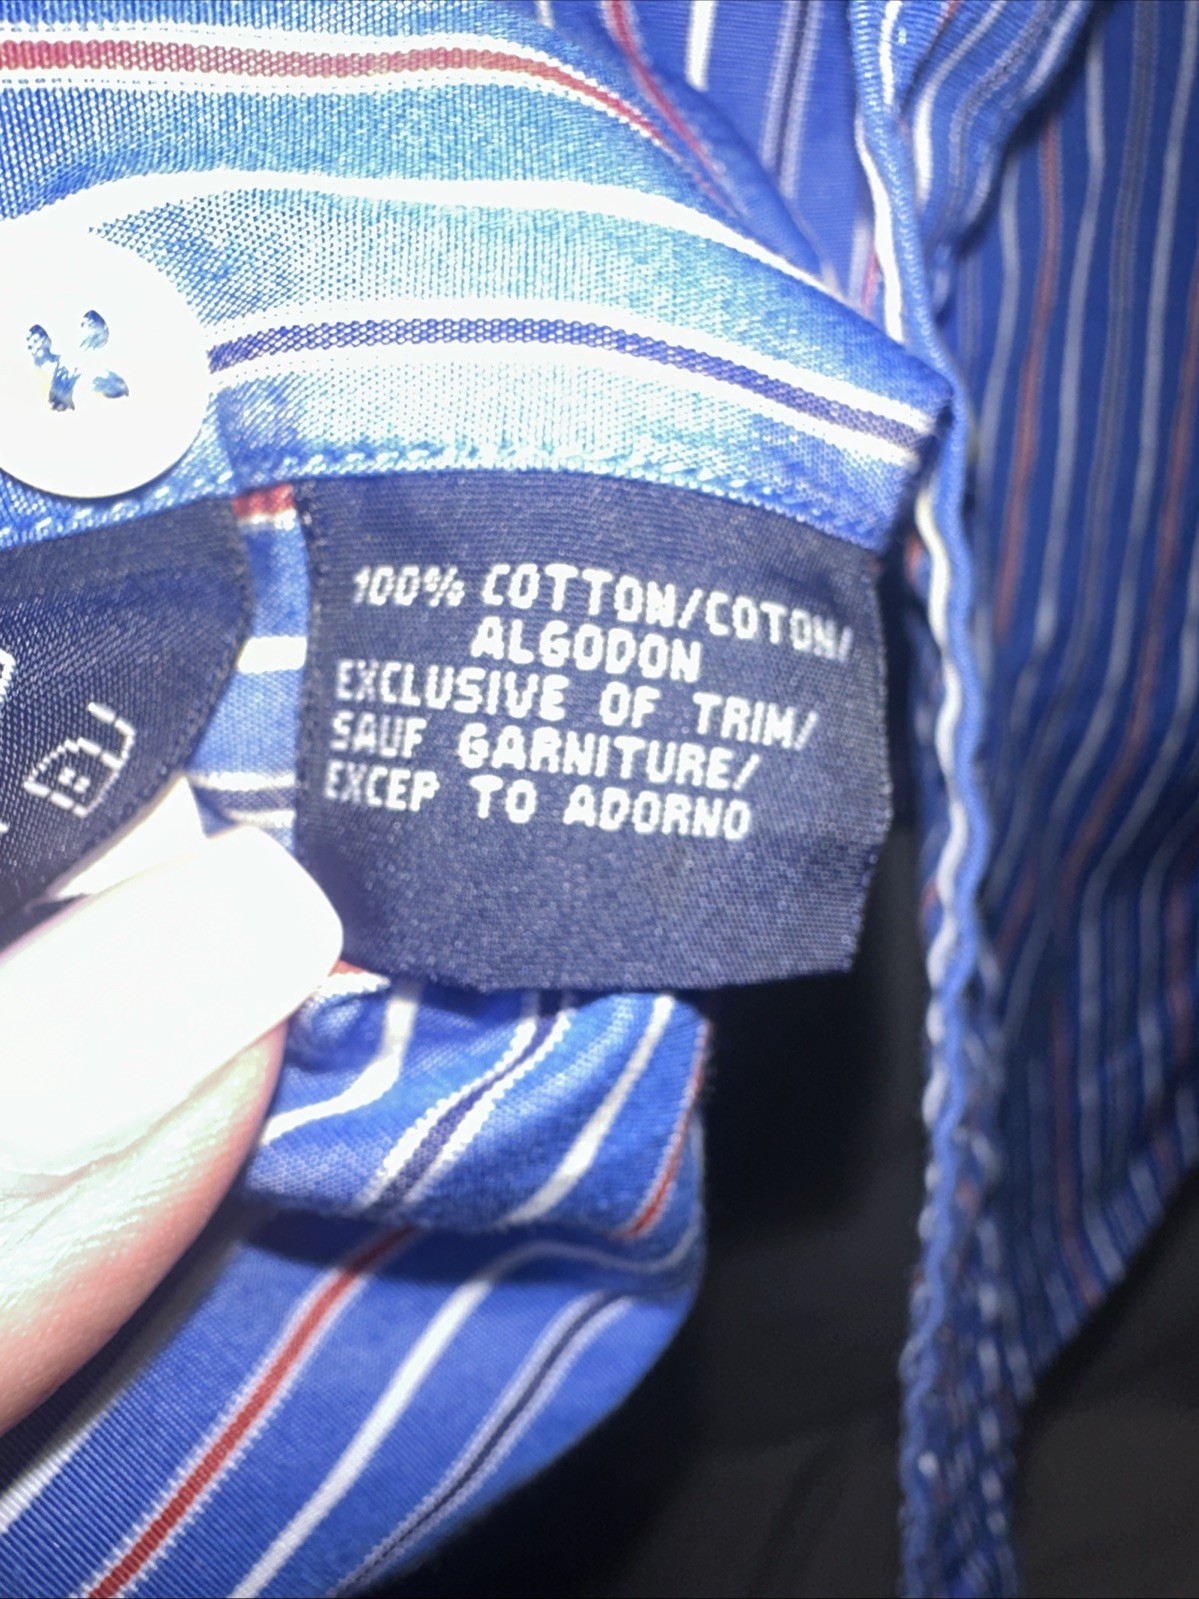 100% COTTON/COTON/
ALGODON
EXCLUSIVE OF TRIM/
SAUF GARNITURE/
EXCEP TO ADORNO